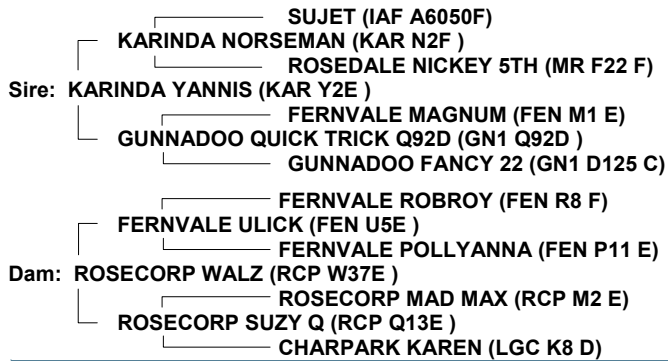 SUJET (IAF A6050F)
KARINDA NORSEMAN (KAR N2F )
ROSEDALE NICKEY 5TH (MR F22 F)
Sire: KARINDA YANNIS (KAR Y2E )
FERNVALE MAGNUM (FEN M1 E)
GUNNADOO QUICK TRICK Q92D (GN1 Q92D )
GUNNADOO FANCY 22 (GN1 D125 C)
FERNVALE ROBROY (FEN R8 F)
FERNVALE ULICK (FEN U5E )
FERNVALE POLLYANNA (FEN P11 E)
Dam: ROSECORP WALZ (RCP W37E )
ROSECORP MAD MAX (RCP M2 E)
ROSECORP SUZY Q (RCP Q13E )
CHARPARK KAREN (LGC K8 D)